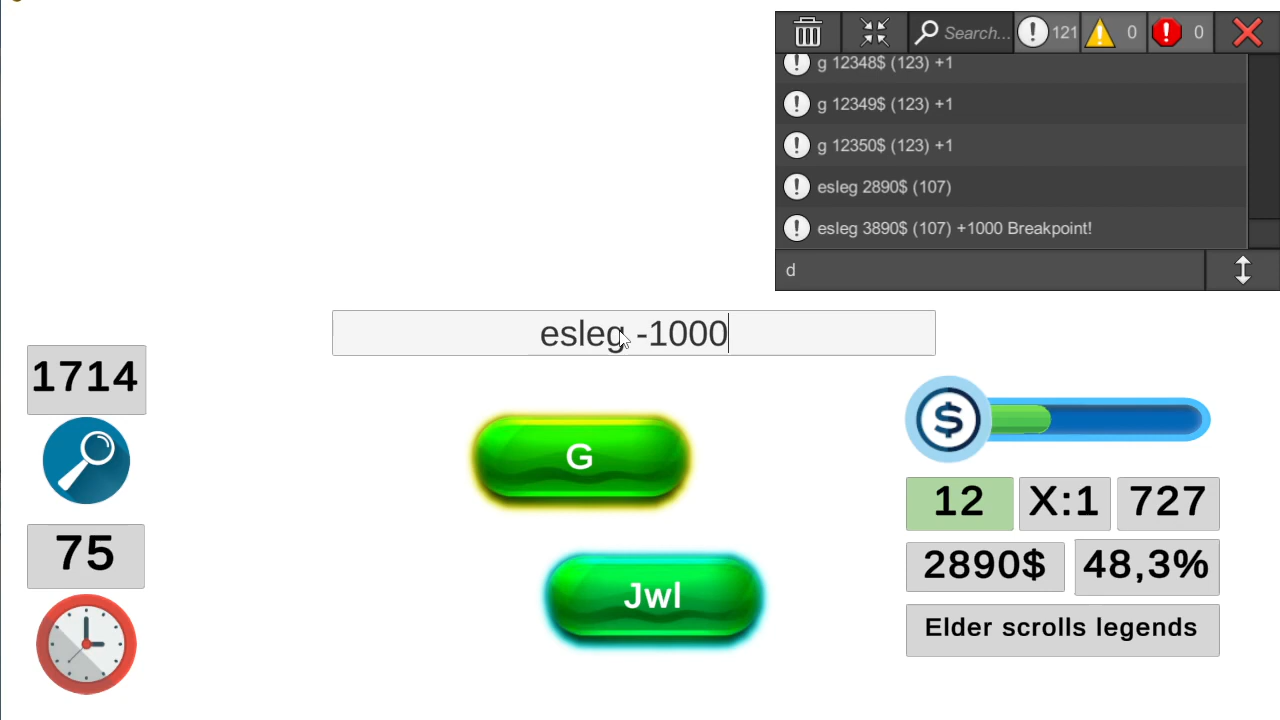 Search... 121 0 0
g 12348$ (123) +1
g 12349$ (123) +1
g 12350$ (123) +1
esleg 2890$ (107)
esleg 3890$ (107) +1000 Breakpoint!
d
esleg -1000
1714
G
$
12 X:1 727
75
2890$ 48,3%
Jwl
Elder scrolls legends